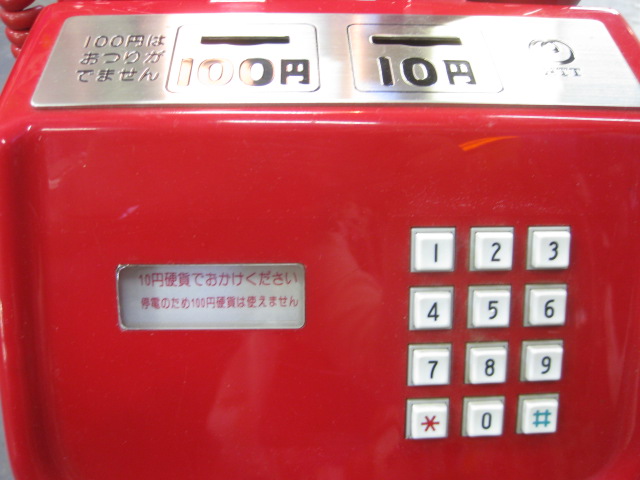 100円は
おつりが
でません
100円
10円
NTT
10円硬貨でおかけください
停電のため100円硬貨は使えません
1 2 3
4 5 6
7 8 9
* 0 #